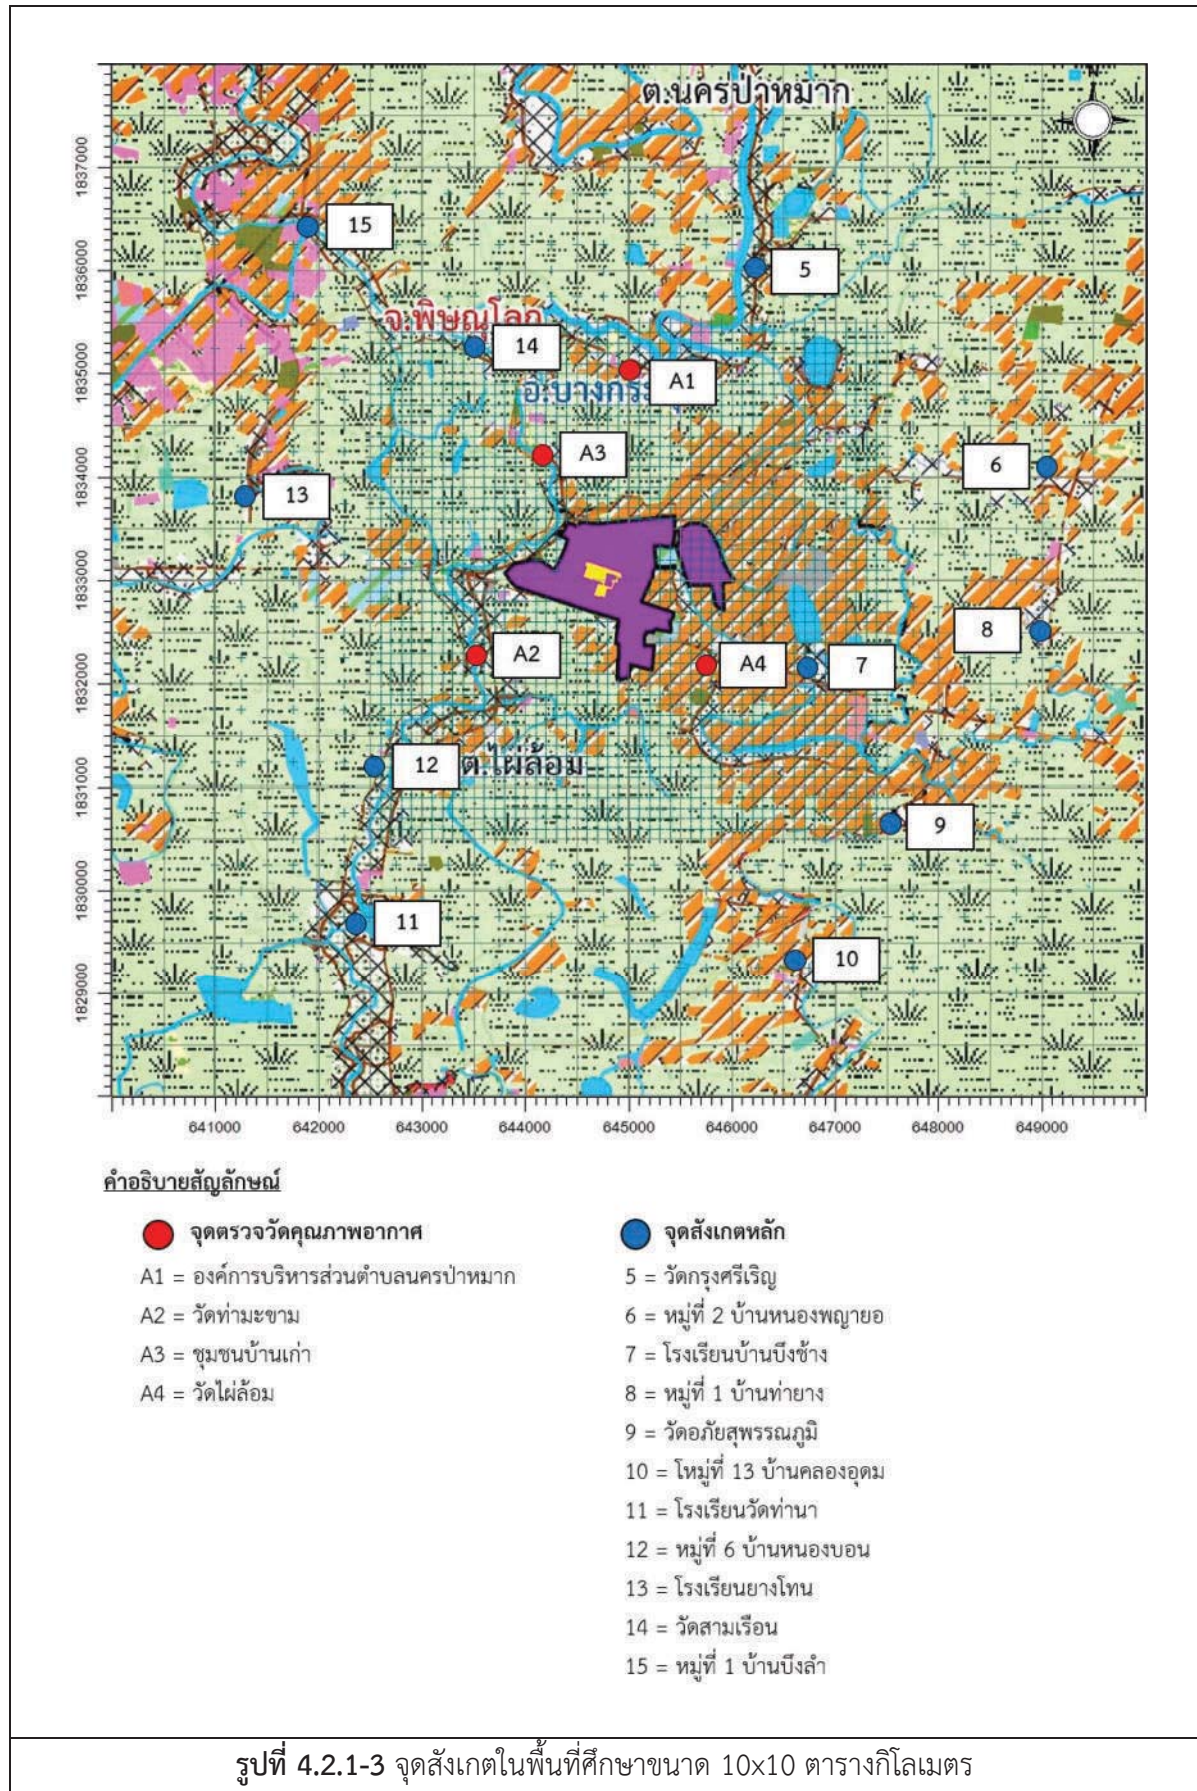 ต.นครป่าหมาก
N
15
5
จ.พิษณุโลก
14
A1
A3
6
13
8
A2
A4
7
12
ต.ไผ่ล้อม
9
11
10
1837000
1836000
1835000
1834000
1833000
1832000
1831000
1830000
1829000
641000 642000 643000 644000 645000 646000 647000 648000 649000
คำอธิบายสัญลักษณ์
จุดตรวจวัดคุณภาพอากาศ
A1 = องค์การบริหารส่วนตำบลนครป่าหมาก
A2 = วัดท่ามะขาม
A3 = ชุมชนบ้านเก่า
A4 = วัดไผ่ล้อม
จุดสังเกตหลัก
5 = วัดกรุงศรีเริญ
6 = หมู่ที่ 2 บ้านหนองพญายอ
7 = โรงเรียนบ้านบึงช้าง
8 = หมู่ที่ 1 บ้านท่ายาง
9 = วัดอภัยสุพรรณภูมิ
10 = โหมู่ที่ 13 บ้านคลองอุดม
11 = โรงเรียนวัดท่านา
12 = หมู่ที่ 6 บ้านหนองบอน
13 = โรงเรียนยางโทน
14 = วัดสามเรือน
15 = หมู่ที่ 1 บ้านบึงลำ
รูปที่ 4.2.1-3 จุดสังเกตในพื้นที่ศึกษาขนาด 10x10 ตารางกิโลเมตร